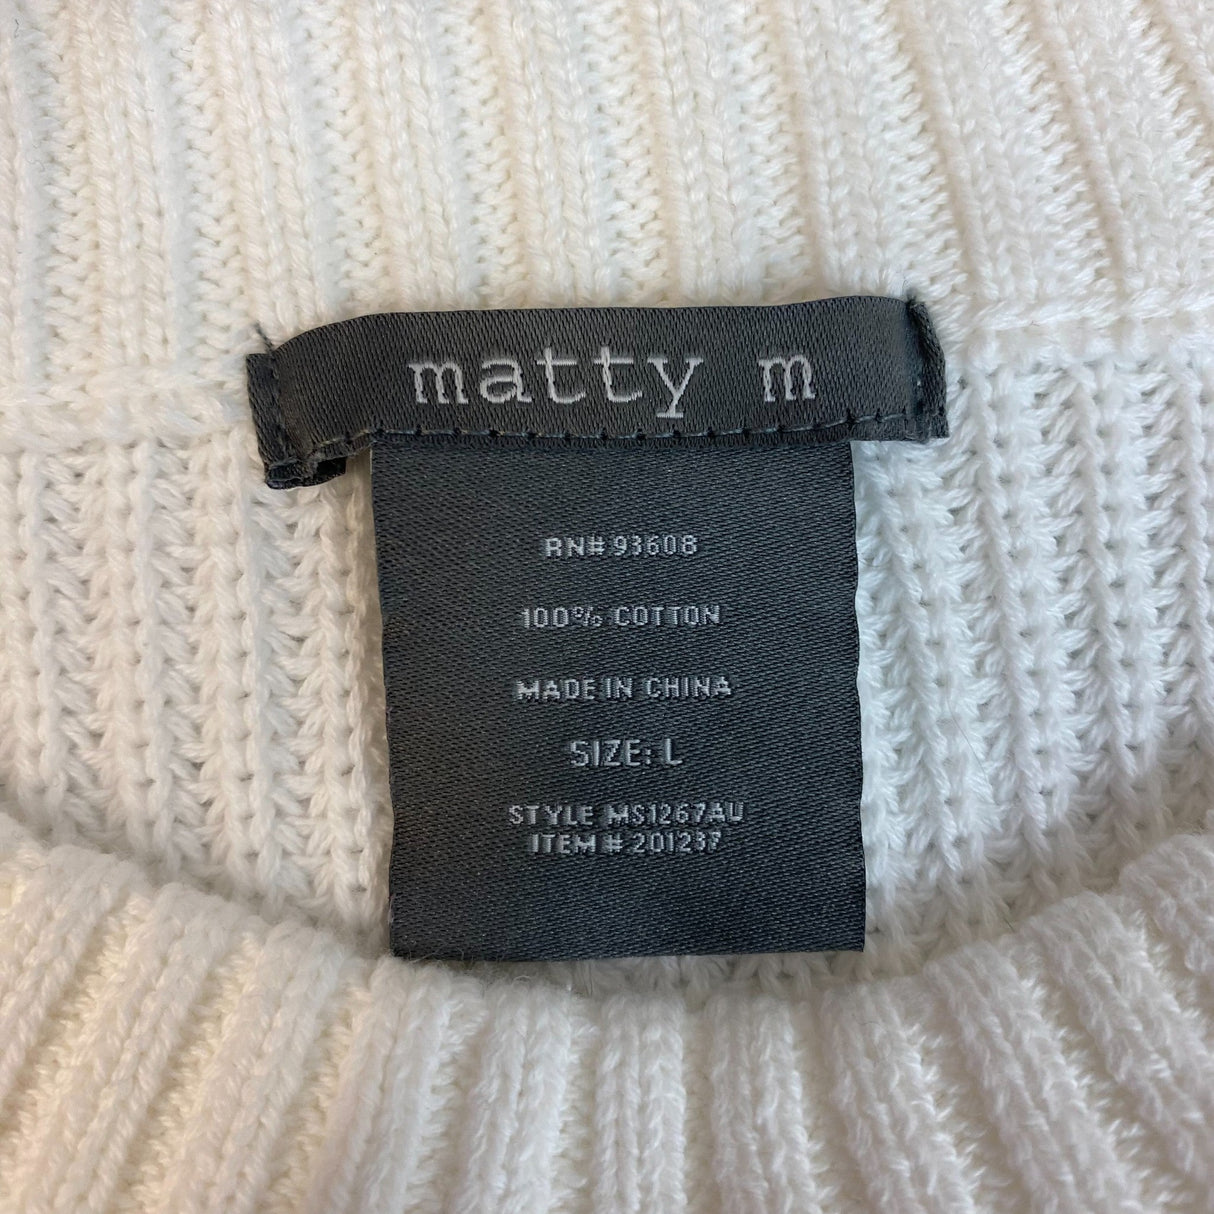 matty m
RN# 93608
100% COTTON
MADE IN CHINA
SIZE: L
STYLE MS1267AU
ITEM # 201237